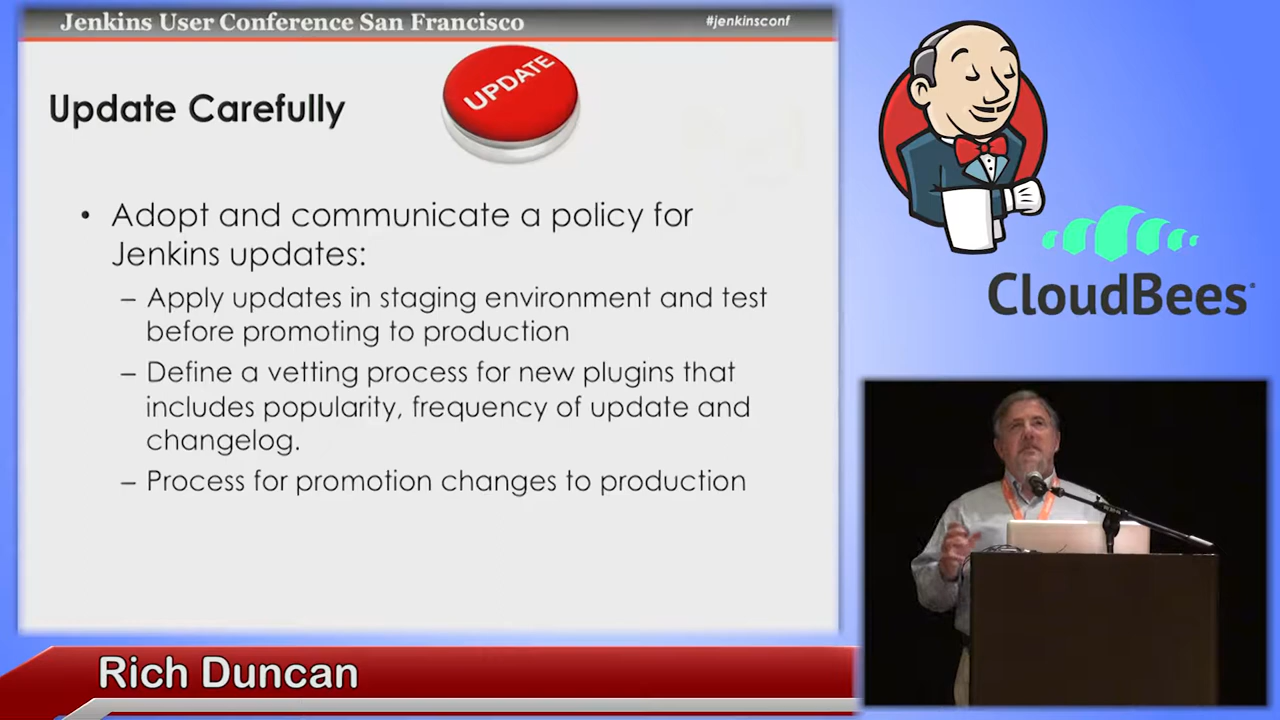 Jenkins User Conference San Francisco
#jenkinsconf
UPDATE
Update Carefully
• Adopt and communicate a policy for
Jenkins updates:
– Apply updates in staging environment and test
before promoting to production
– Define a vetting process for new plugins that
includes popularity, frequency of update and
changelog.
– Process for promotion changes to production
CloudBees
Rich Duncan